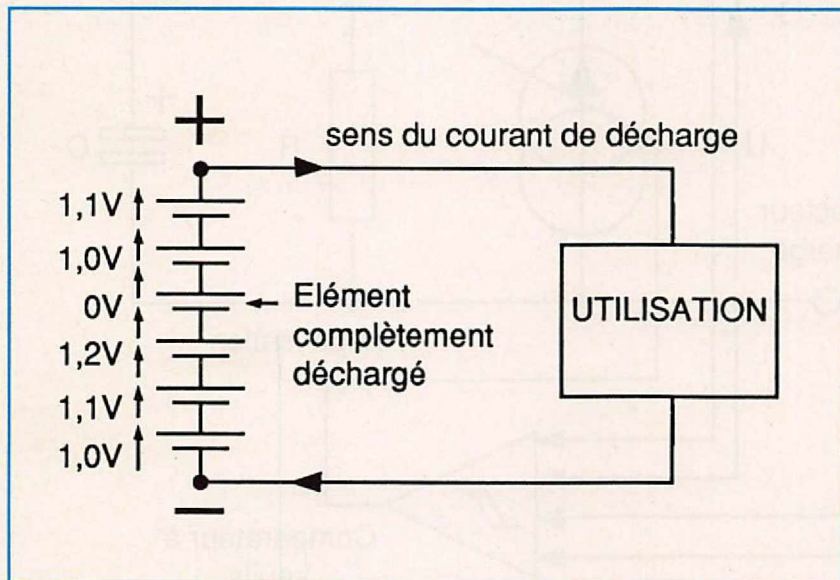 +
sens du courant de décharge
1,1V
1,0V
0V
1,2V
1,1V
1,0V
Elément
complètement
déchargé
UTILISATION
—